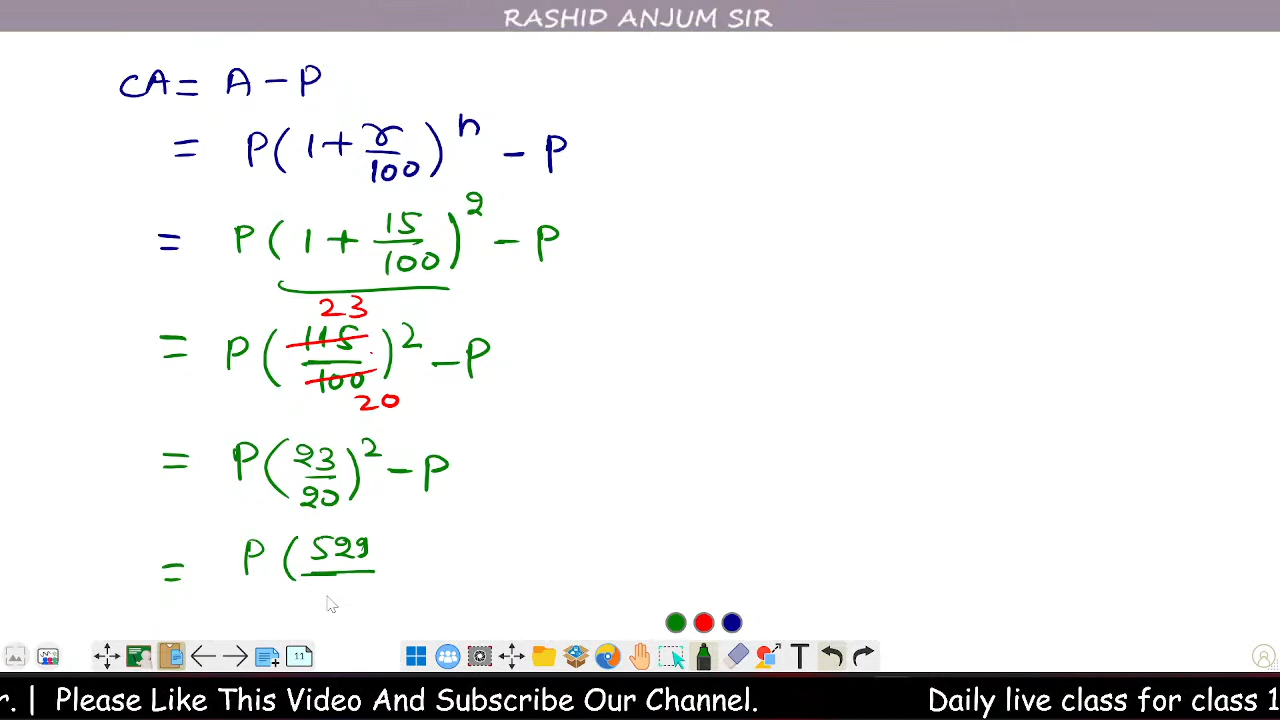 RASHID ANJUM SIR
CA = A - P
= P(1 + r/100)^n - P
= P(1 + 15/100)^2 - P
23
= P(115/100)^2 - P
20
= P(23/20)^2 - P
= P(529
11
r. | Please Like This Video And Subscribe Our Channel. Daily live class for class 1